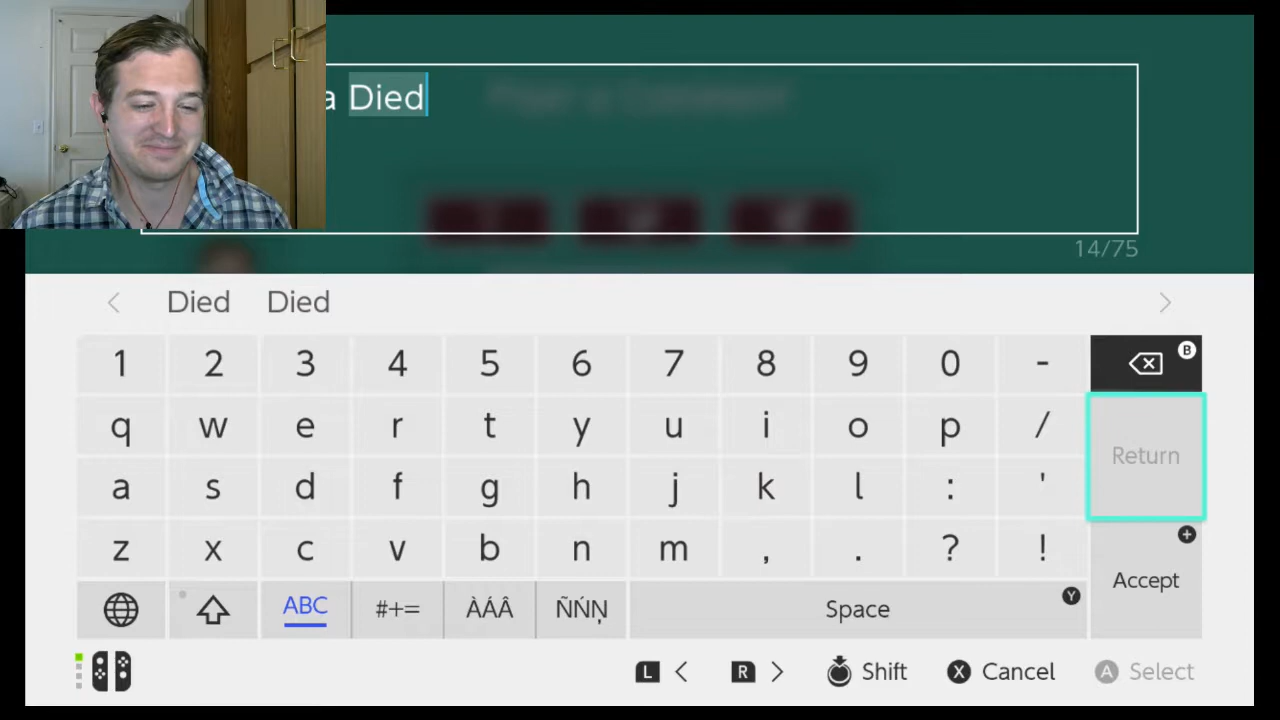 a Died
14/75
Died Died
1 2 3 4 5 6 7 8 9 0 - B
q w e r t y u i o p /
Return
a s d f g h j k l : '
z x c v b n m , . ? ! +
Accept
ABC #+= ÀÁÂ ÑŃŅ Space Y
L < R > Shift X Cancel A Select